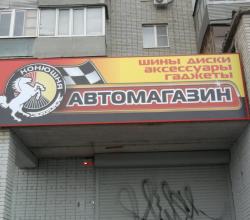 КОНЮШНЯ
ШИНЫ ДИСКИ
аксессуары
гаджеты
АВТОМАГАЗИН